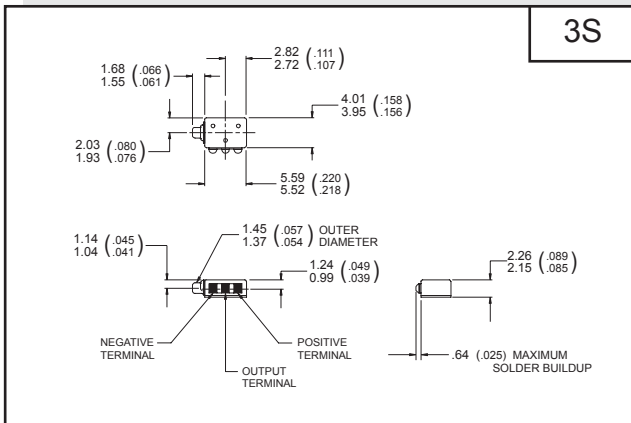 3S
2.82 (.111
2.72 .107)
1.68 (.066
1.55 .061)
4.01 (.158
3.95 .156)
2.03 (.080
1.93 .076)
5.59 (.220
5.52 .218)
1.14 (.045
1.04 .041)
1.45 (.057 OUTER
1.37 .054) DIAMETER
1.24 (.049
0.99 .039)
2.26 (.089
2.15 .085)
NEGATIVE
TERMINAL
POSITIVE
TERMINAL
OUTPUT
TERMINAL
.64 (.025) MAXIMUM
SOLDER BUILDUP